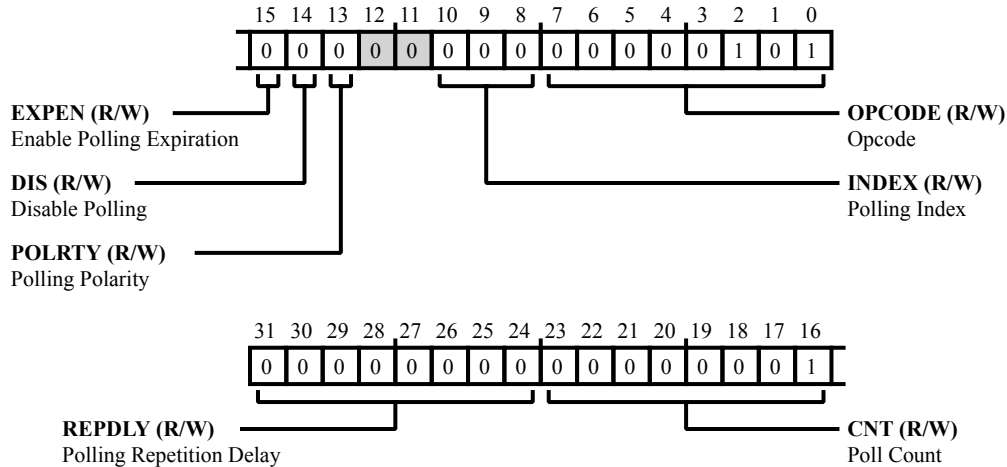 15 14 13 12 11 10 9 8 7 6 5 4 3 2 1 0
0 0 0 0 0 0 0 0 0 0 0 0 0 1 0 1
EXPEN (R/W)
Enable Polling Expiration
DIS (R/W)
Disable Polling
POLRTY (R/W)
Polling Polarity
OPCODE (R/W)
Opcode
INDEX (R/W)
Polling Index
31 30 29 28 27 26 25 24 23 22 21 20 19 18 17 16
0 0 0 0 0 0 0 0 0 0 0 0 0 0 0 1
REPDLY (R/W)
Polling Repetition Delay
CNT (R/W)
Poll Count